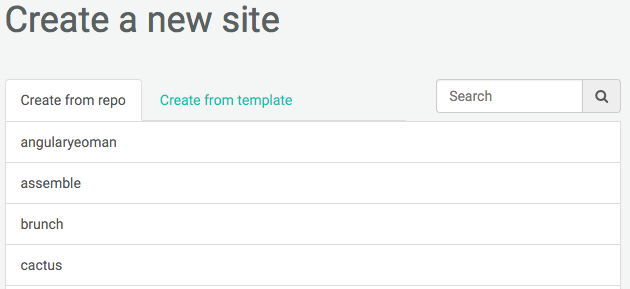 Create a new site
Create from repo
Create from template
Search
angularyeoman
assemble
brunch
cactus